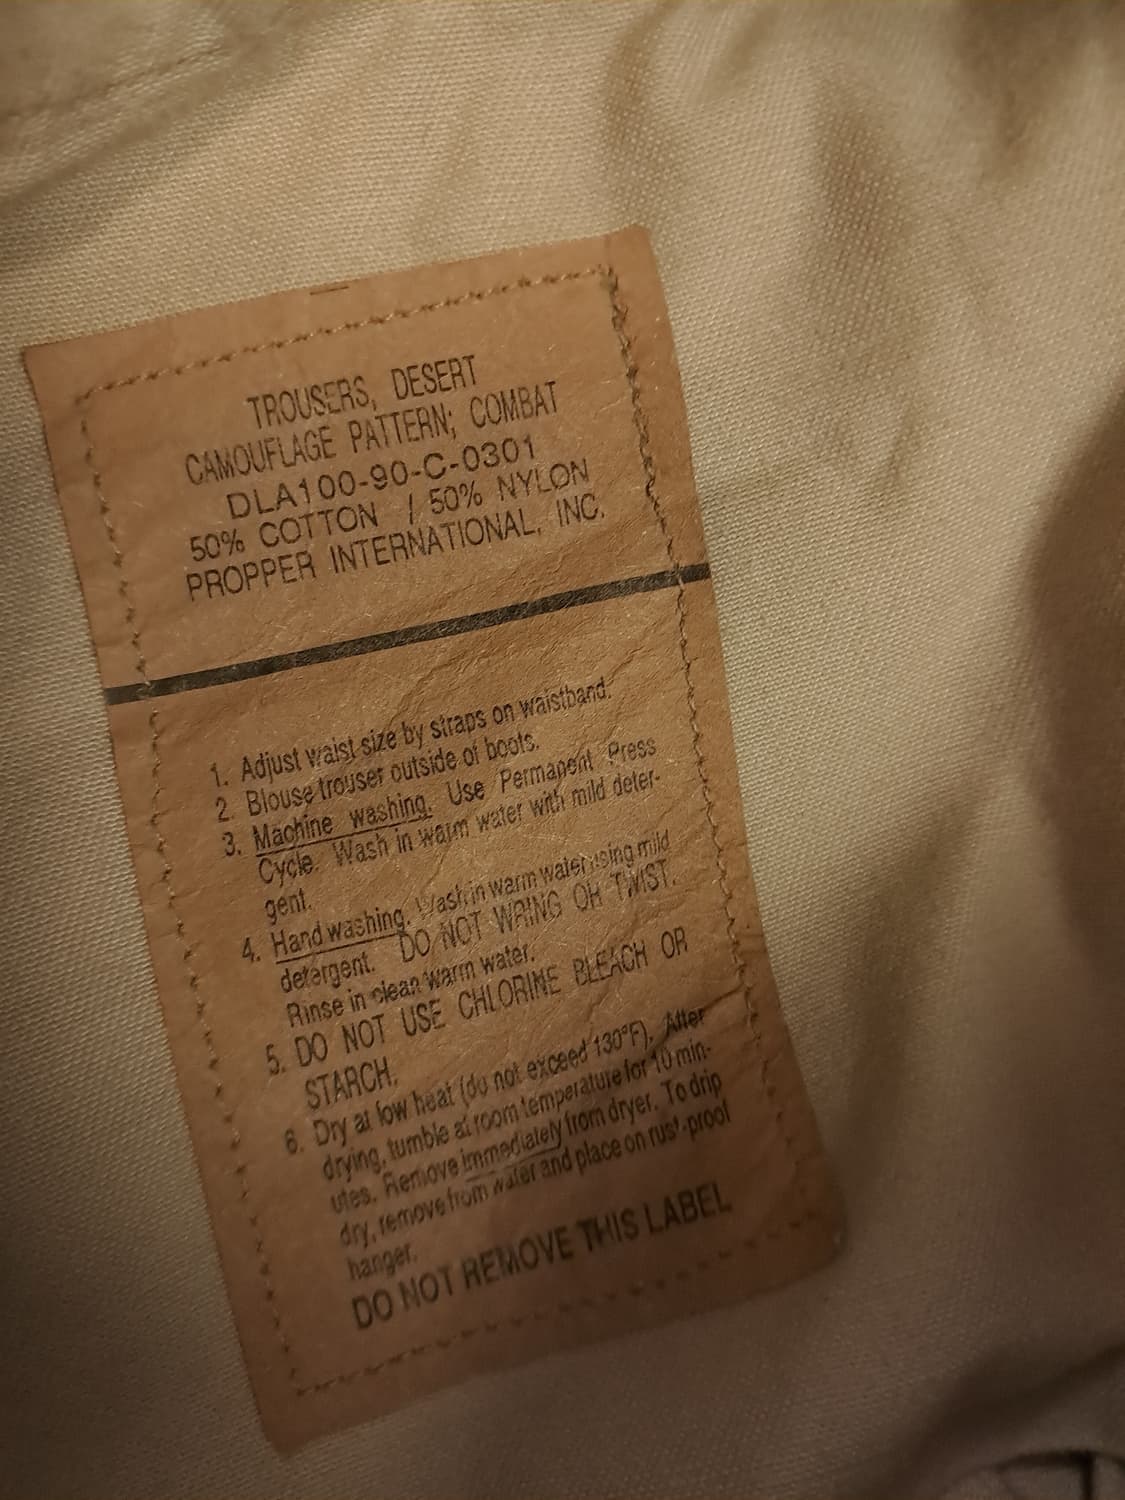 TROUSERS, DESERT
CAMOUFLAGE PATTERN; COMBAT
DLA100-90-C-0301
50% COTTON / 50% NYLON
PROPPER INTERNATIONAL, INC.
1. Adjust waist size by straps on waistband.
2. Blouse trouser outside of boots.
3. Machine washing. Use Permanent Press
Cycle. Wash in warm water with mild deter-
gent.
4. Hand washing. Wash in warm water using mild
detergent. DO NOT WRING OR TWIST.
Rinse in clean warm water.
5. DO NOT USE CHLORINE BLEACH OR
STARCH.
6. Dry at low heat (do not exceed 130°F). After
drying, tumble at room temperature for 10 min-
utes. Remove immediately from dryer. To drip
dry, remove from water and place on rust-proof
hanger.
DO NOT REMOVE THIS LABEL